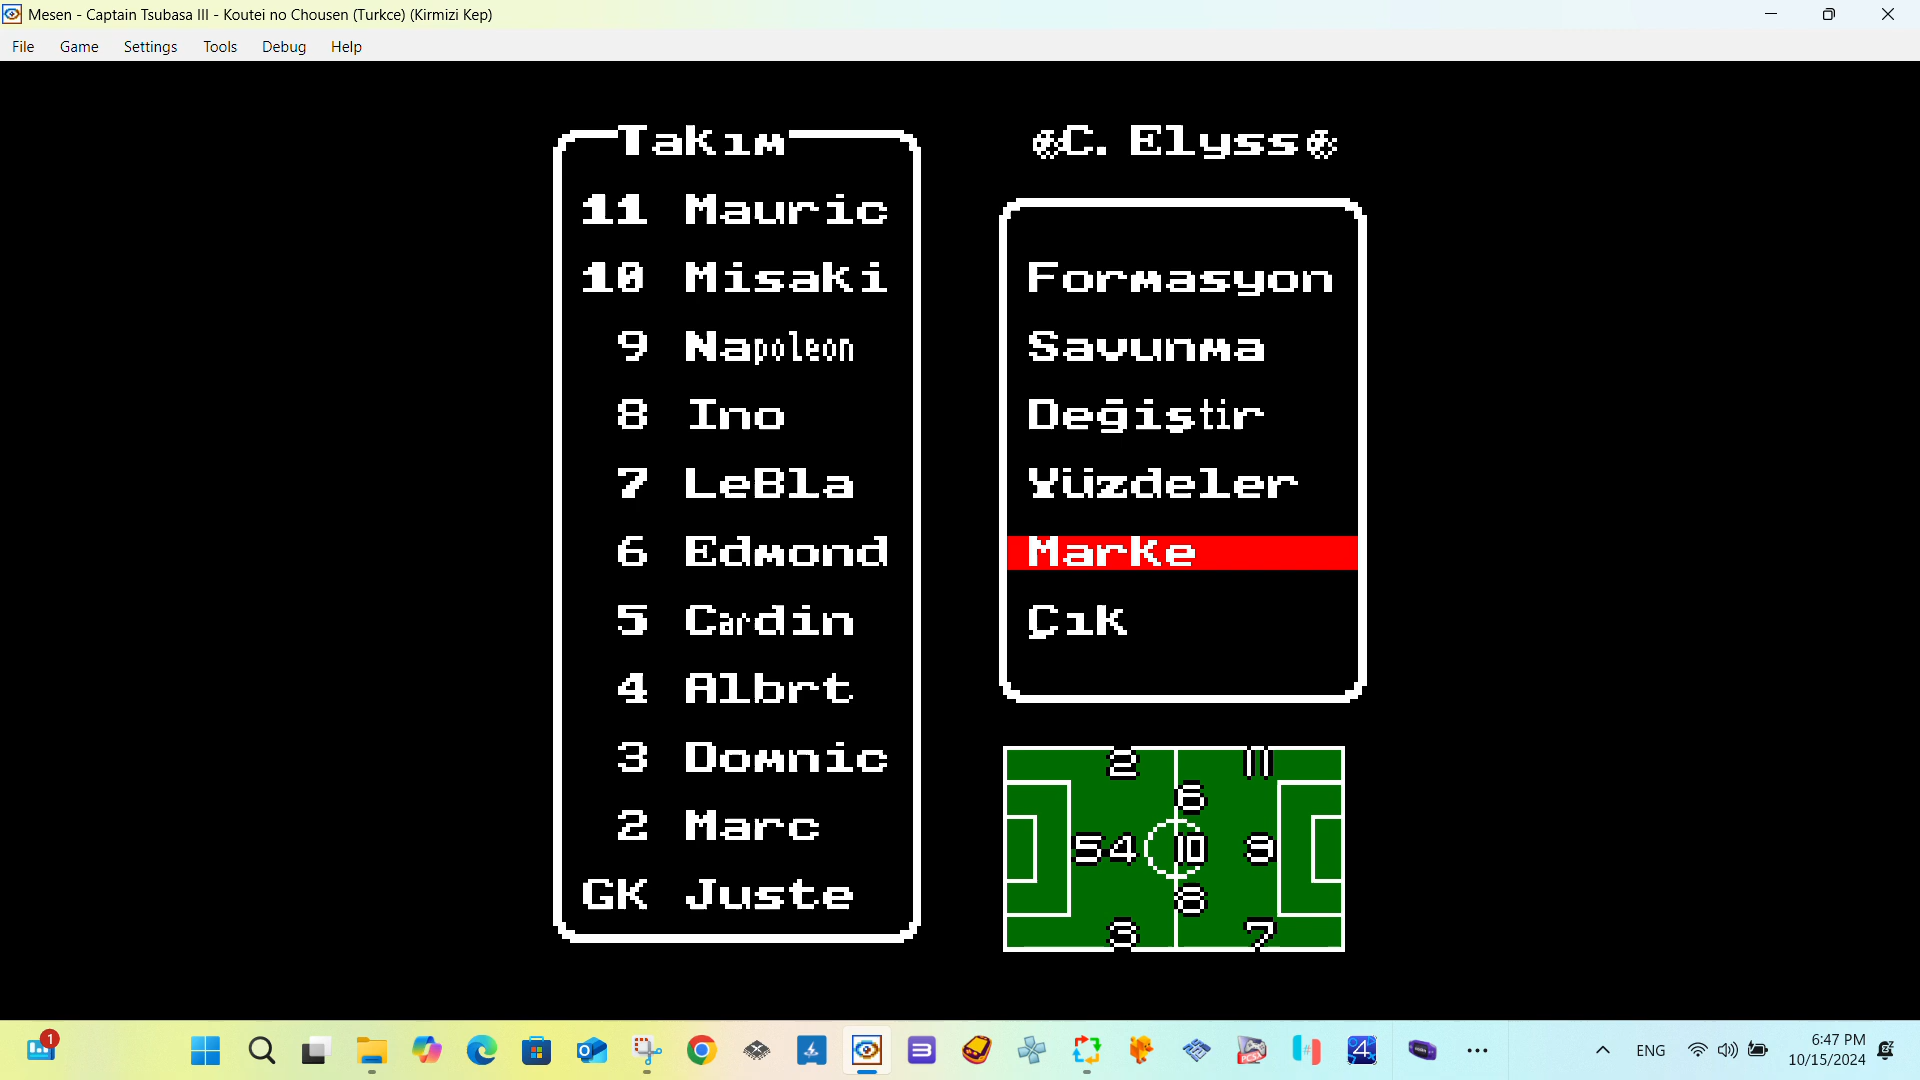 Mesen - Captain Tsubasa III - Koutei no Chousen (Turkce) (Kirmizi Kep)
File Game Settings Tools Debug Help
Takım
11 Mauric
10 Misaki
9 Napoleon
8 Ino
7 LeBla
6 Edmond
5 Cardin
4 Albrt
3 Domnic
2 Marc
GK Juste
C. Elyss
Formasyon
Savunma
Değiştir
Yüzdeler
Marke
Çık
2 11
6
5 4 10 9
8
3 7
1
ENG
6:47 PM
10/15/2024